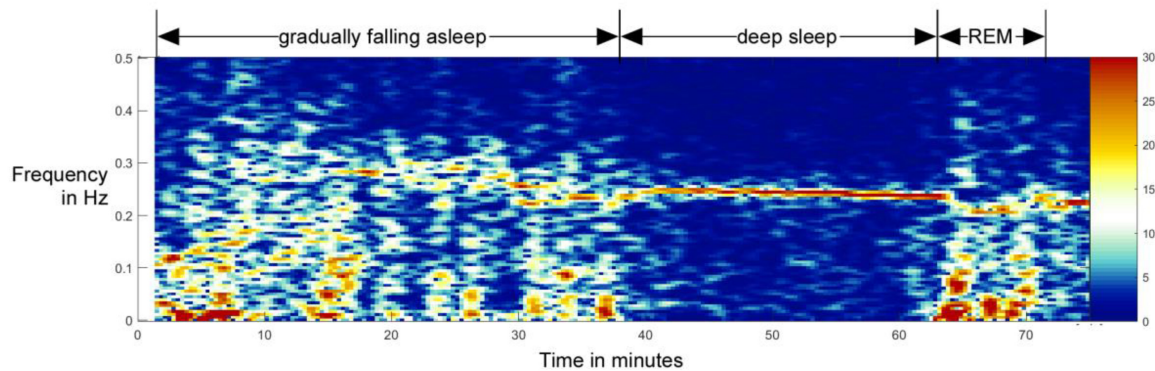 gradually falling asleep deep sleep REM
0.5
0.4
0.3
0.2
0.1
0
Frequency
in Hz
30
25
20
15
10
5
0
0 10 20 30 40 50 60 70
Time in minutes